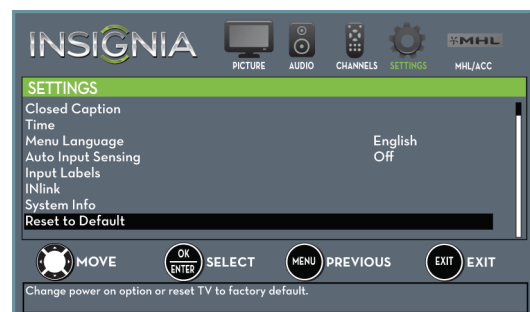 INSIGNIA
PICTURE AUDIO CHANNELS SETTINGS MHL MHL/ACC
SETTINGS
Closed Caption
Time
Menu Language English
Auto Input Sensing Off
Input Labels
INlink
System Info
Reset to Default
MOVE OK ENTER SELECT MENU PREVIOUS EXIT EXIT
Change power on option or reset TV to factory default.